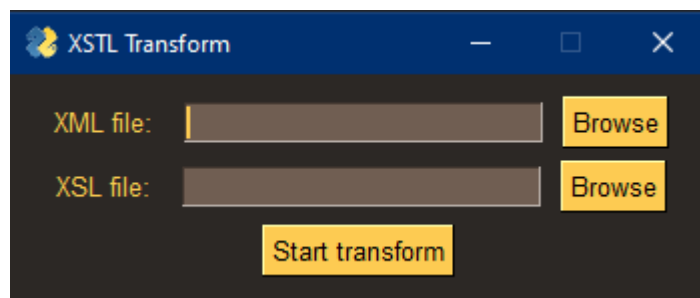 XSTL Transform
XML file: Browse
XSL file: Browse
Start transform